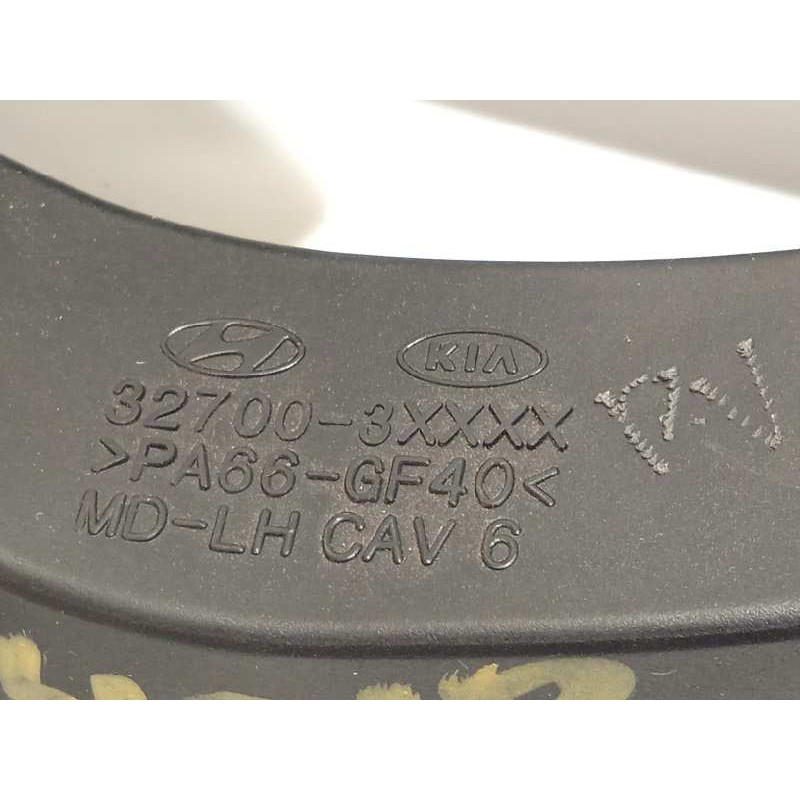 KIA
32700-3XXXX
>PA66-GF40<
MD-LH CAV 6